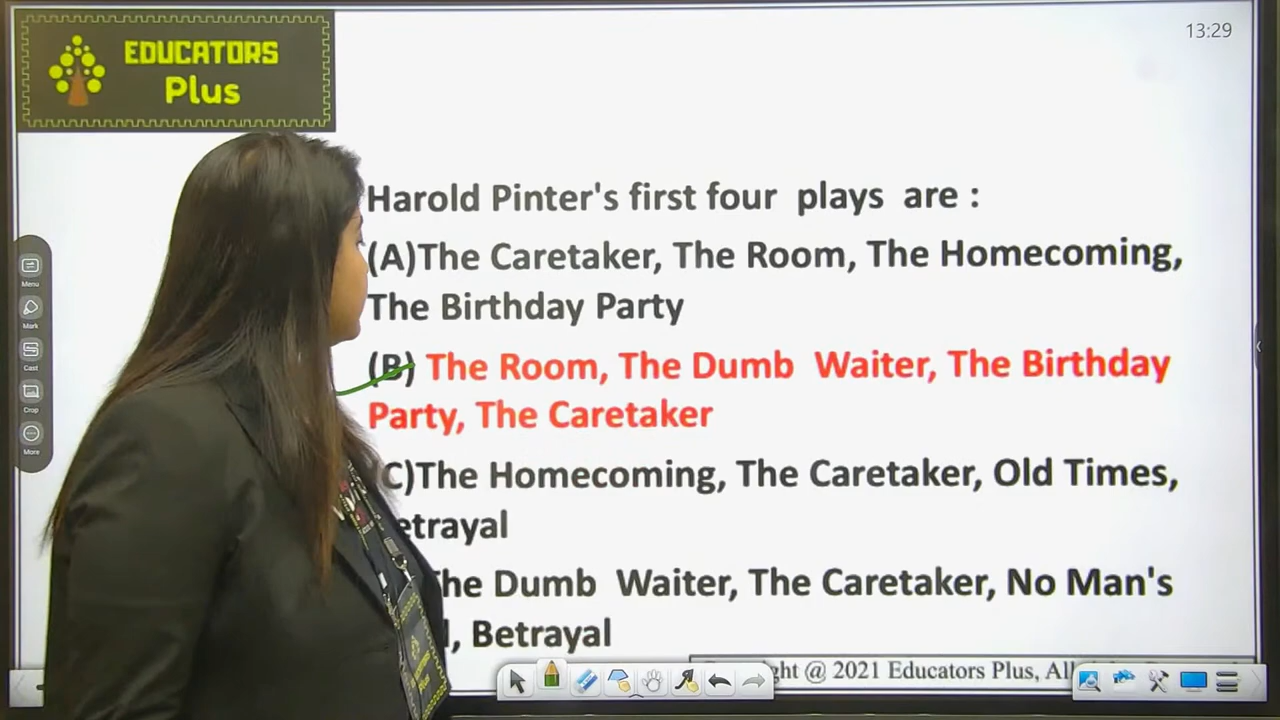 EDUCATORS
Plus
13:29
Harold Pinter's first four plays are :
(A)The Caretaker, The Room, The Homecoming,
The Birthday Party
(B) The Room, The Dumb Waiter, The Birthday
Party, The Caretaker
C)The Homecoming, The Caretaker, Old Times,
etrayal
he Dumb Waiter, The Caretaker, No Man's
, Betrayal
ght @ 2021 Educators Plus, Al
Menu
Mark
Cast
Crop
More